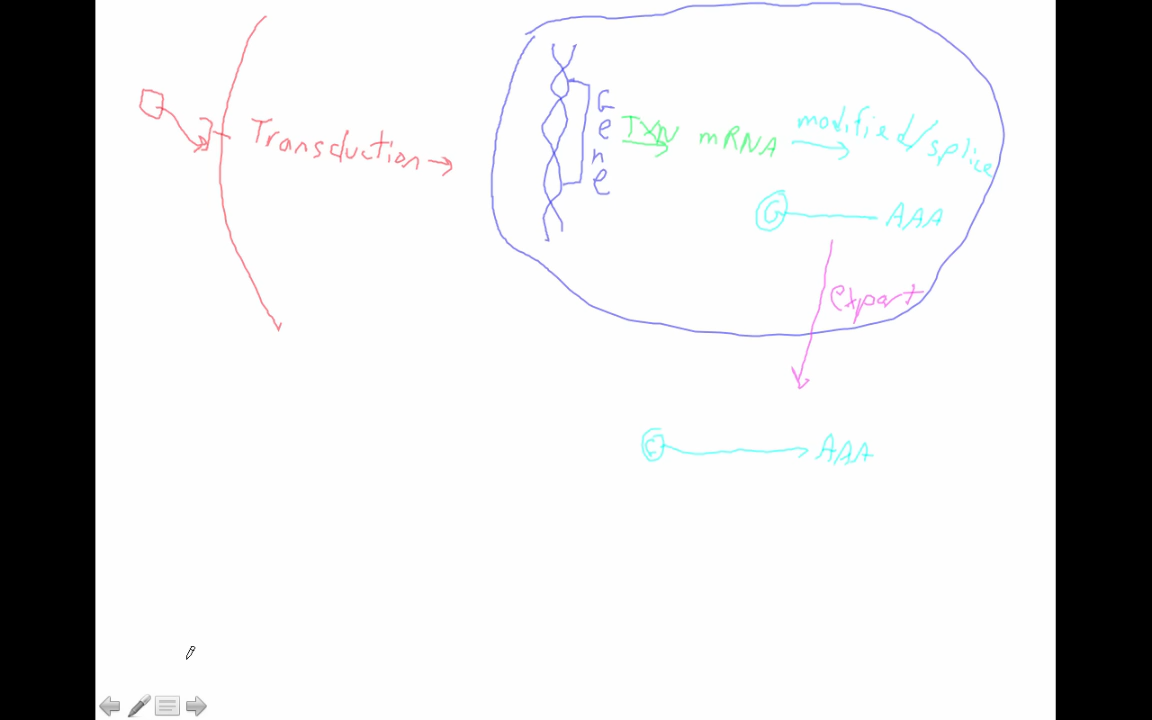 Transduction
Gene
TXN
mRNA
modified/splice
G
AAA
export
G
AAA